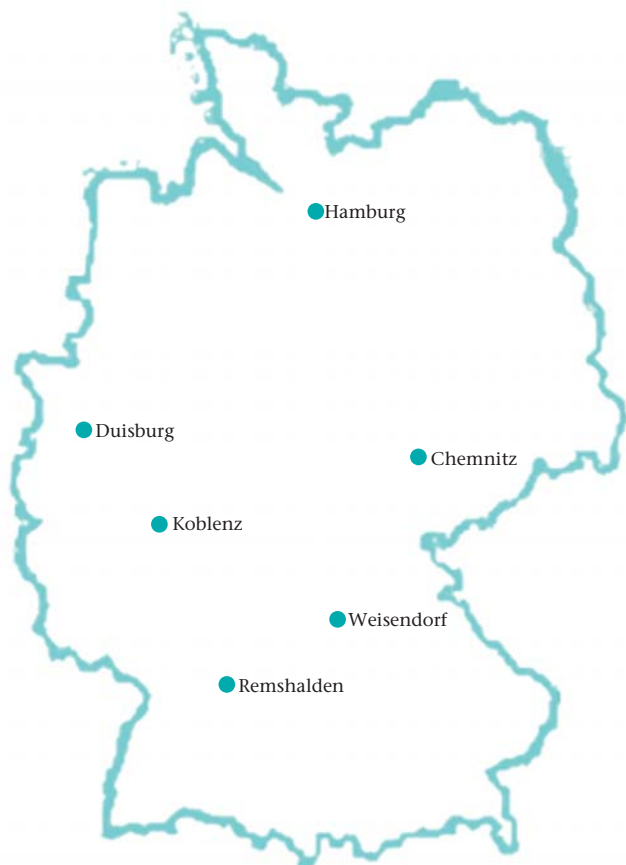 Hamburg
Duisburg
Chemnitz
Koblenz
Weisendorf
Remshalden